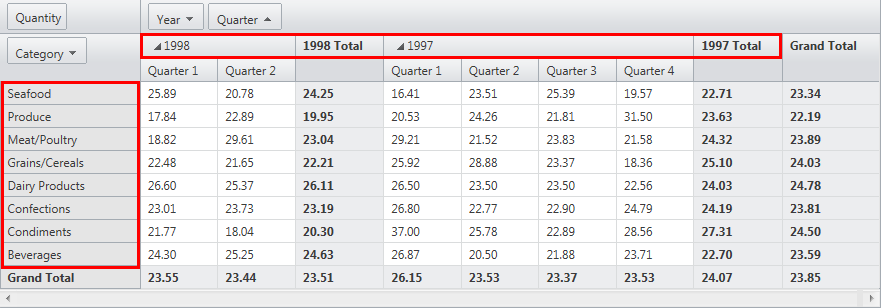 Quantity Year Quarter
Category 1998 1998 Total 1997 1997 Total Grand Total
Quarter 1 Quarter 2 Quarter 1 Quarter 2 Quarter 3 Quarter 4
Seafood 25.89 20.78 24.25 16.41 23.51 25.39 19.57 22.71 23.34
Produce 17.84 22.89 19.95 20.53 24.26 21.81 31.50 23.63 22.19
Meat/Poultry 18.82 29.61 23.04 29.21 21.52 23.83 21.58 24.32 23.89
Grains/Cereals 22.48 21.65 22.21 25.92 28.88 23.37 18.36 25.10 24.03
Dairy Products 26.60 25.37 26.11 26.50 23.50 23.50 22.56 24.03 24.78
Confections 23.01 23.73 23.19 26.80 22.77 22.90 24.79 24.19 23.81
Condiments 21.77 18.04 20.30 37.00 25.78 22.89 28.56 27.31 24.50
Beverages 24.30 25.25 24.63 26.87 20.50 21.88 23.71 22.70 23.59
Grand Total 23.55 23.44 23.51 26.15 23.53 23.37 23.53 24.07 23.85